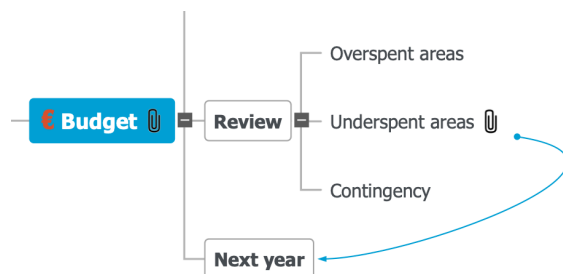 € Budget
Review
Overspent areas
Underspent areas
Contingency
Next year